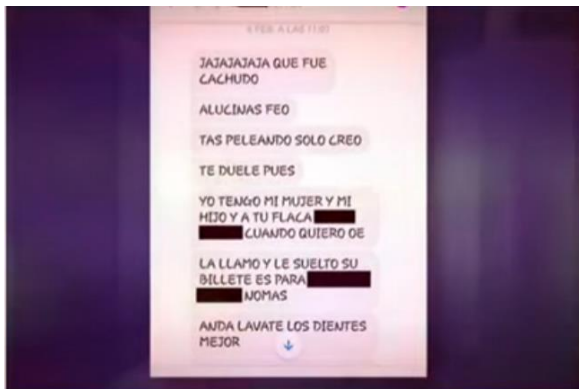 JAJAJAJAJA QUE FUE
CACHUDO
ALUCINAS FEO
TAS PELEANDO SOLO CREO
TE DUELE PUES
YO TENGO MI MUJER Y MI
HIJO Y A TU FLACA
CUANDO QUIERO OE
LA LLAMO Y LE SUELTO SU
BILLETE ES PARA
NOMAS
ANDA LAVATE LOS DIENTES
MEJOR